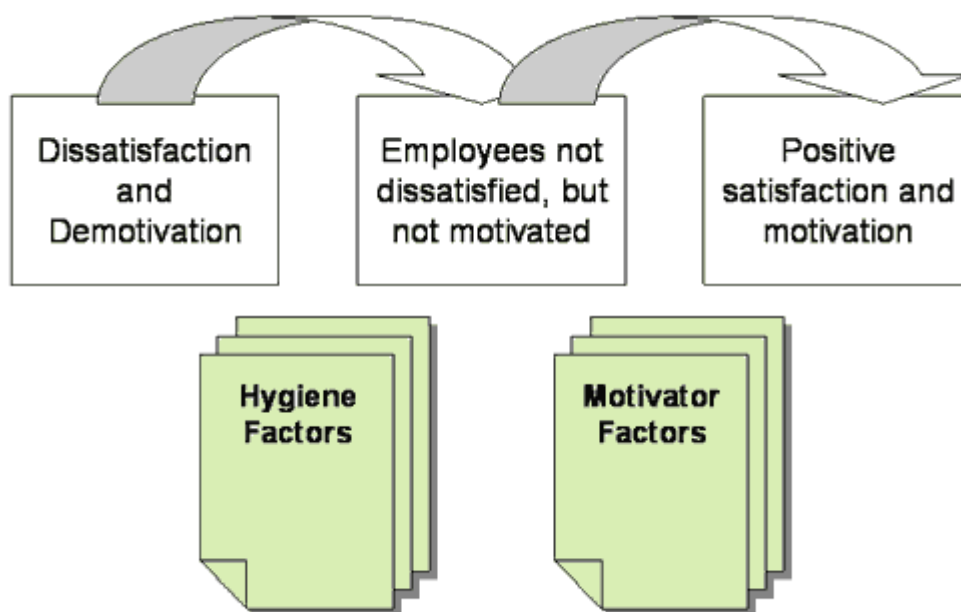 Dissatisfaction
and
Demotivation
Employees not
dissatisfied, but
not motivated
Positive
satisfaction and
motivation
Hygiene
Factors
Motivator
Factors